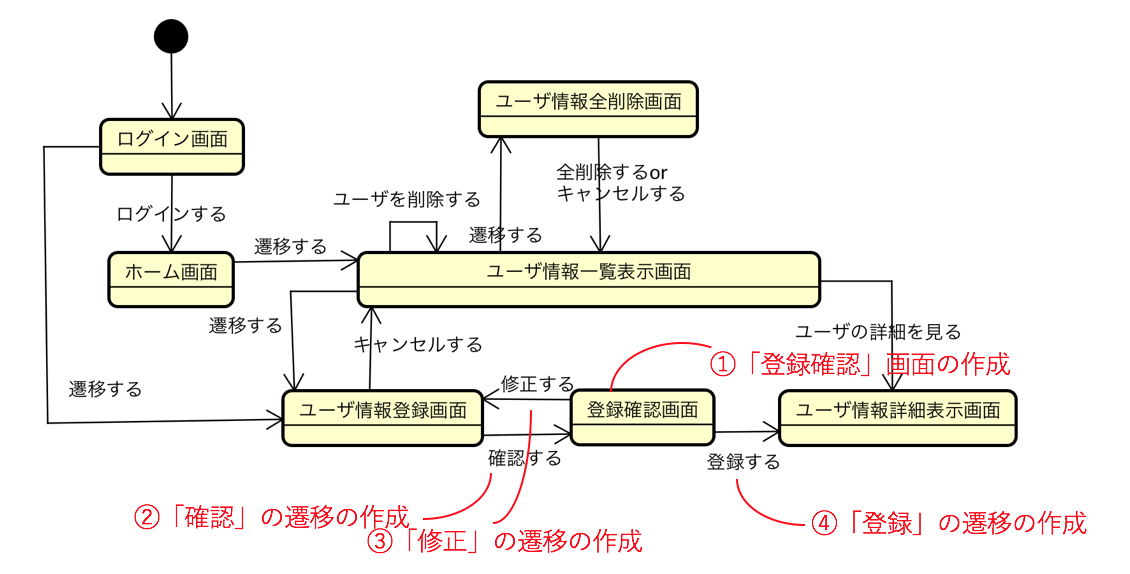 ユーザ情報全削除画面
ログイン画面
全削除するor
キャンセルする
ユーザを削除する
ログインする
遷移する
遷移する
ホーム画面
ユーザ情報一覧表示画面
遷移する
ユーザの詳細を見る
キャンセルする
①「登録確認」画面の作成
遷移する
修正する
ユーザ情報登録画面
登録確認画面
ユーザ情報詳細表示画面
確認する
登録する
②「確認」の遷移の作成
③「修正」の遷移の作成
④「登録」の遷移の作成